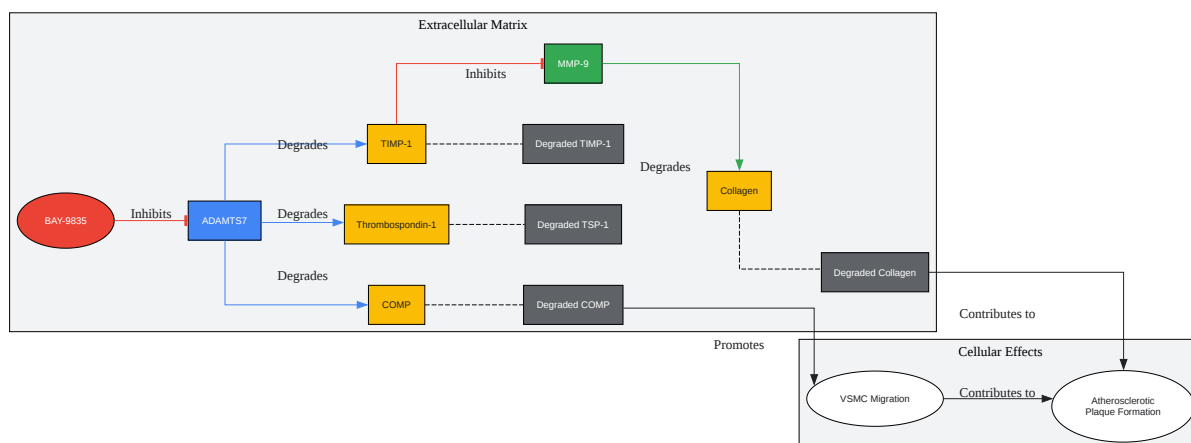 Extracellular Matrix
MMP-9
Inhibits
Degrades
TIMP-1
Degraded TIMP-1
Degrades
Collagen
BAY-9835
Inhibits
ADAMTS7
Degrades
Thrombospondin-1
Degraded TSP-1
Degrades
Degraded Collagen
COMP
Degraded COMP
Contributes to
Promotes
Cellular Effects
VSMC Migration
Contributes to
Atherosclerotic
Plaque Formation